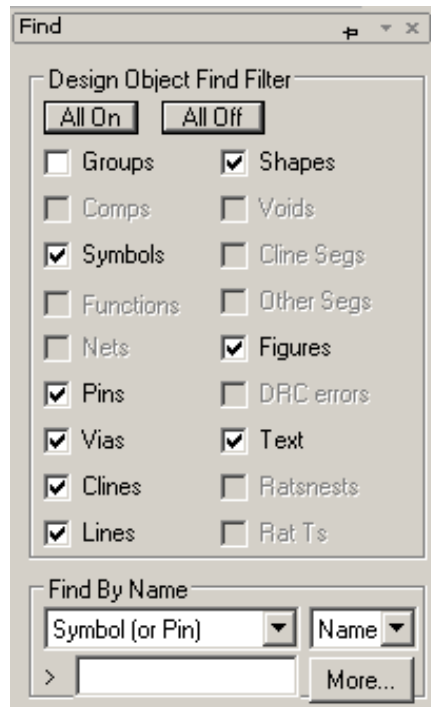 Find
Design Object Find Filter
All On All Off
Groups Shapes
Comps Voids
Symbols Cline Segs
Functions Other Segs
Nets Figures
Pins DRC errors
Vias Text
Clines Ratsnests
Lines Rat Ts
Find By Name
Symbol (or Pin) Name
> More...